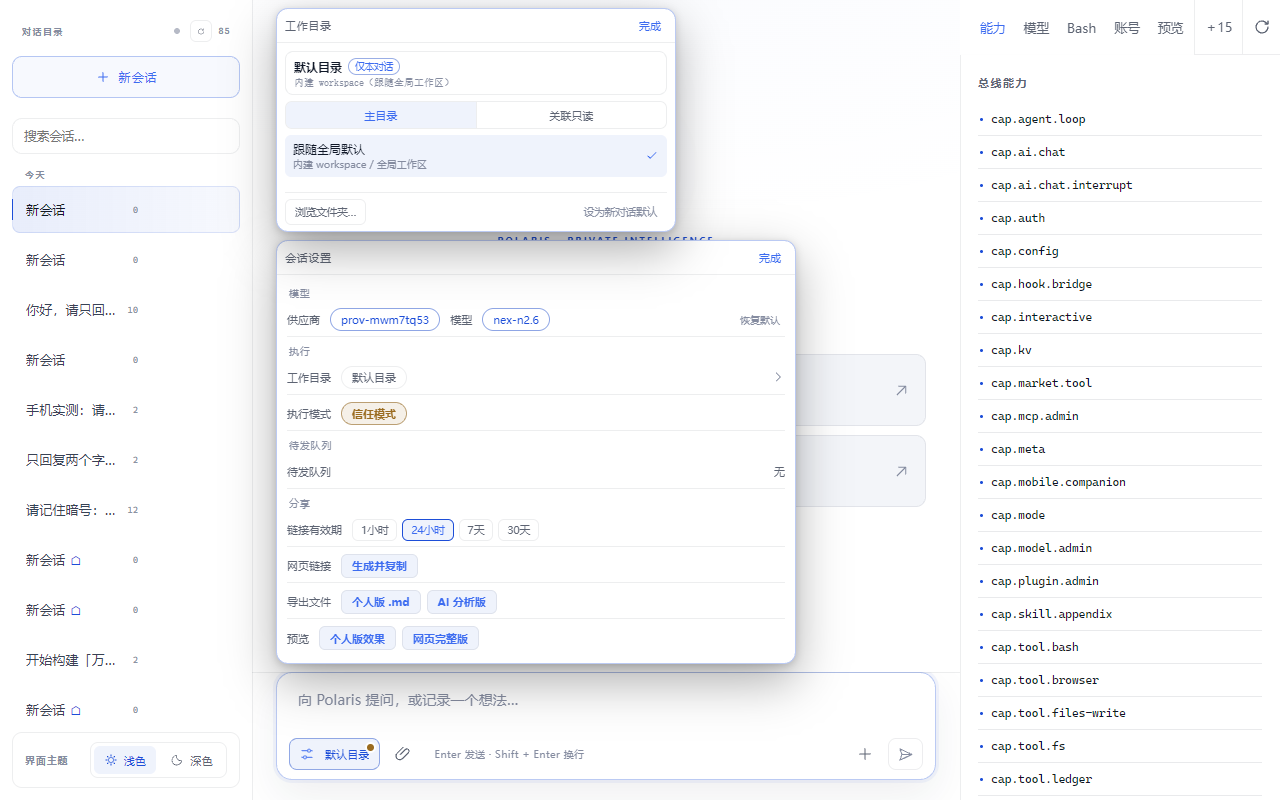 对话目录
85
＋ 新会话
搜索会话...
今天
新会话 0
新会话 0
你好，请只回... 10
新会话 0
手机实测：请... 2
只回复两个字... 2
请记住暗号：... 12
新会话 0
新会话 0
开始构建「万... 2
新会话 0
界面主题
浅色
深色
工作目录
完成
默认目录 仅本对话
内建 workspace（跟随全局工作区）
主目录
关联只读
跟随全局默认
内建 workspace / 全局工作区
浏览文件夹...
设为新对话默认
POLARIS · PRIVATE INTELLIGENCE
会话设置
完成
模型
供应商 prov-mwm7tq53 模型 nex-n2.6 恢复默认
执行
工作目录 默认目录
执行模式 信任模式
待发队列
待发队列 无
分享
链接有效期 1小时 24小时 7天 30天
网页链接 生成并复制
导出文件 个人版 .md AI 分析版
预览 个人版效果 网页完整版
向 Polaris 提问，或记录一个想法...
默认目录
Enter 发送 · Shift + Enter 换行
能力 模型 Bash 账号 预览 +15
总线能力
• cap.agent.loop
• cap.ai.chat
• cap.ai.chat.interrupt
• cap.auth
• cap.config
• cap.hook.bridge
• cap.interactive
• cap.kv
• cap.market.tool
• cap.mcp.admin
• cap.meta
• cap.mobile.companion
• cap.mode
• cap.model.admin
• cap.plugin.admin
• cap.skill.appendix
• cap.tool.bash
• cap.tool.browser
• cap.tool.files-write
• cap.tool.fs
• cap.tool.ledger